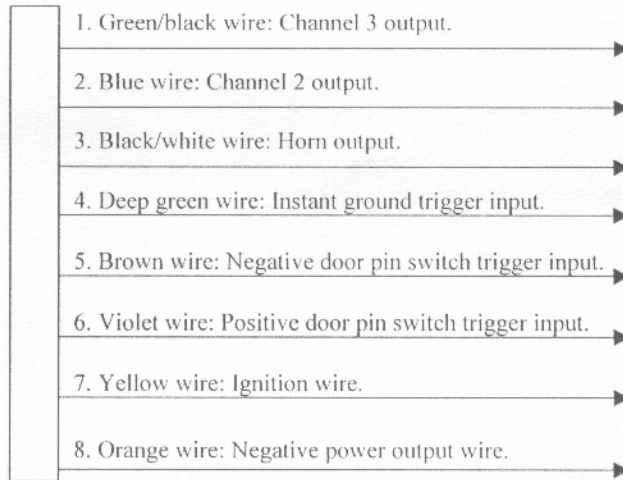 1. Green/black wire: Channel 3 output.
2. Blue wire: Channel 2 output.
3. Black/white wire: Horn output.
4. Deep green wire: Instant ground trigger input.
5. Brown wire: Negative door pin switch trigger input.
6. Violet wire: Positive door pin switch trigger input.
7. Yellow wire: Ignition wire.
8. Orange wire: Negative power output wire.